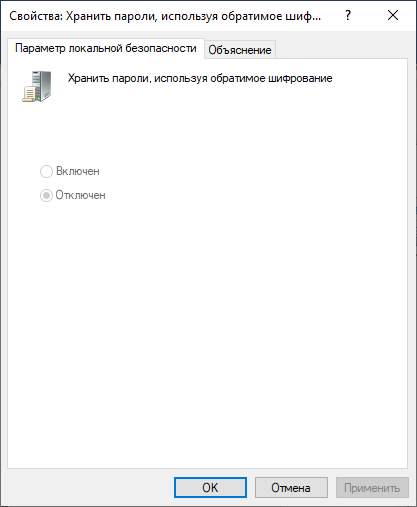 Свойства: Хранить пароли, используя обратимое шиф...
?
Параметр локальной безопасности
Объяснение
Хранить пароли, используя обратимое шифрование
Включен
Отключен
OK
Отмена
Применить